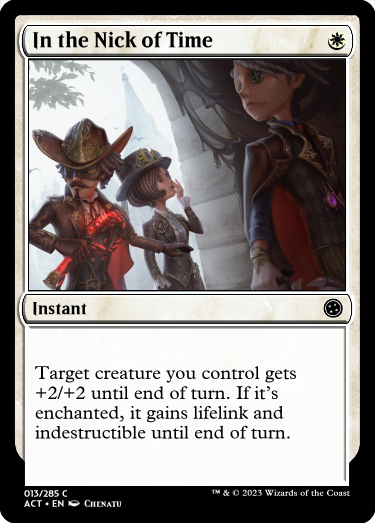 In the Nick of Time
Instant
Target creature you control gets
+2/+2 until end of turn. If it's
enchanted, it gains lifelink and
indestructible until end of turn.
013/285 C
ACT • EN Chenatu
™ & © 2023 Wizards of the Coast